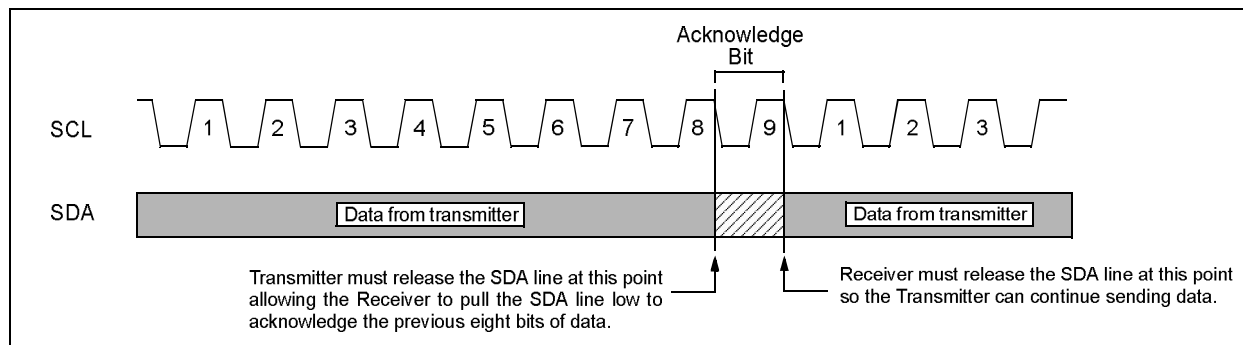 Acknowledge
Bit
SCL
1 2 3 4 5 6 7 8 9 1 2 3
SDA
Data from transmitter
Data from transmitter
Transmitter must release the SDA line at this point
allowing the Receiver to pull the SDA line low to
acknowledge the previous eight bits of data.
Receiver must release the SDA line at this point
so the Transmitter can continue sending data.